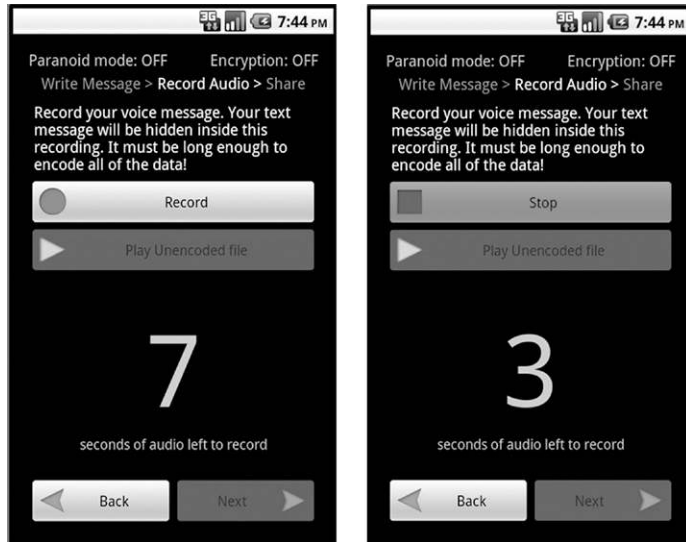 3G 7:44 PM
Paranoid mode: OFF Encryption: OFF
Write Message > Record Audio > Share
Record your voice message. Your text
message will be hidden inside this
recording. It must be long enough to
encode all of the data!
Record
Play Unencoded file
7
seconds of audio left to record
Back Next
3G 7:44 PM
Paranoid mode: OFF Encryption: OFF
Write Message > Record Audio > Share
Record your voice message. Your text
message will be hidden inside this
recording. It must be long enough to
encode all of the data!
Stop
Play Unencoded file
3
seconds of audio left to record
Back Next